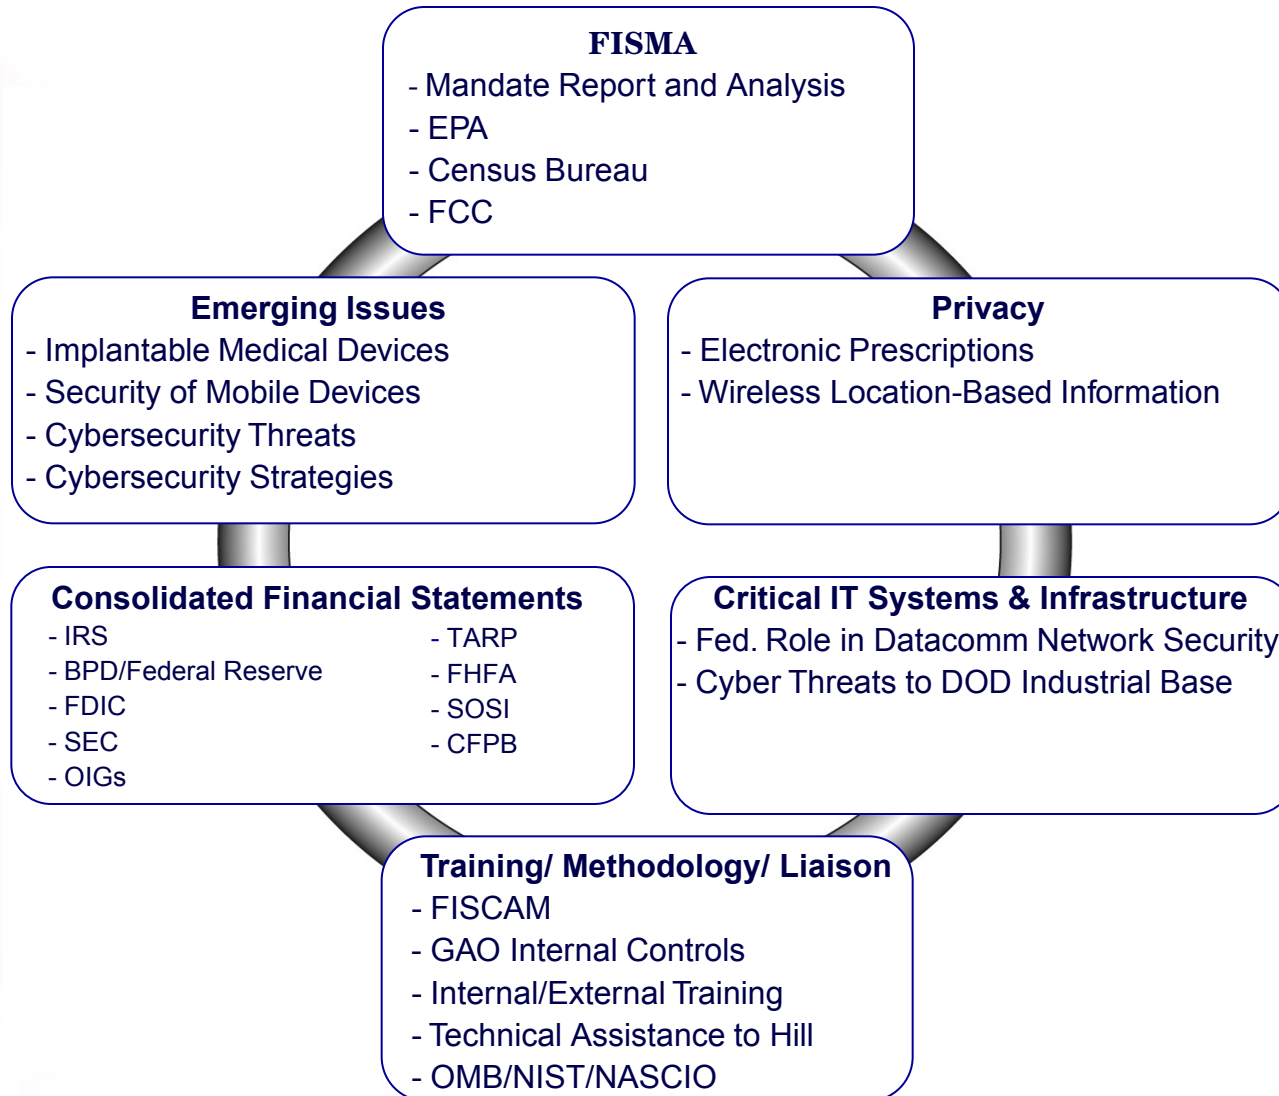 FISMA
- Mandate Report and Analysis
- EPA
- Census Bureau
- FCC
Emerging Issues
- Implantable Medical Devices
- Security of Mobile Devices
- Cybersecurity Threats
- Cybersecurity Strategies
Privacy
- Electronic Prescriptions
- Wireless Location-Based Information
Consolidated Financial Statements
- IRS
- BPD/Federal Reserve
- FDIC
- SEC
- OIGs
- TARP
- FHFA
- SOSI
- CFPB
Critical IT Systems & Infrastructure
- Fed. Role in Datacomm Network Security
- Cyber Threats to DOD Industrial Base
Training/ Methodology/ Liaison
- FISCAM
- GAO Internal Controls
- Internal/External Training
- Technical Assistance to Hill
- OMB/NIST/NASCIO